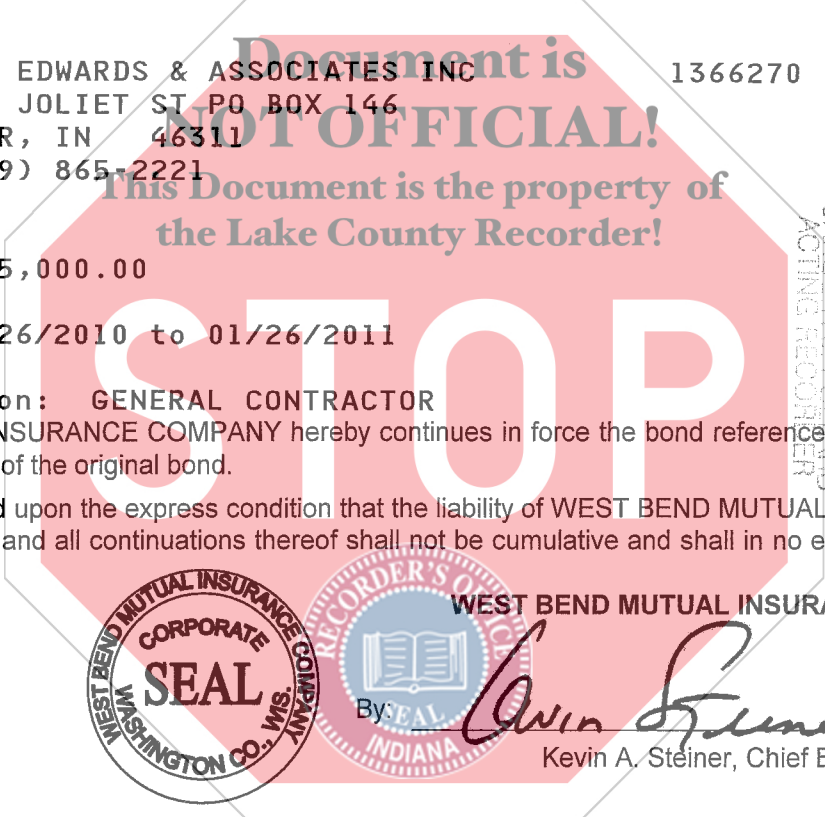 Document is
EDWARDS & ASSOCIATES INC 1366270
JOLIET ST PO BOX 146
NOT OFFICIAL!
R, IN 46311
9) 865-2221
This Document is the property of
the Lake County Recorder!
5,000.00
STOP
26/2010 to 01/26/2011
on: GENERAL CONTRACTOR
NSURANCE COMPANY hereby continues in force the bond reference
of the original bond.
d upon the express condition that the liability of WEST BEND MUTUAL
and all continuations thereof shall not be cumulative and shall in no e
ACTING RECORDER
WEST BEND MUTUAL INSURA
WEST BEND MUTUAL INSURANCE COMPANY
CORPORATE
SEAL
WASHINGTON CO., WIS.
RECORDER'S OFFICE
SEAL
INDIANA
By: Kevin Steine
Kevin A. Steiner, Chief E